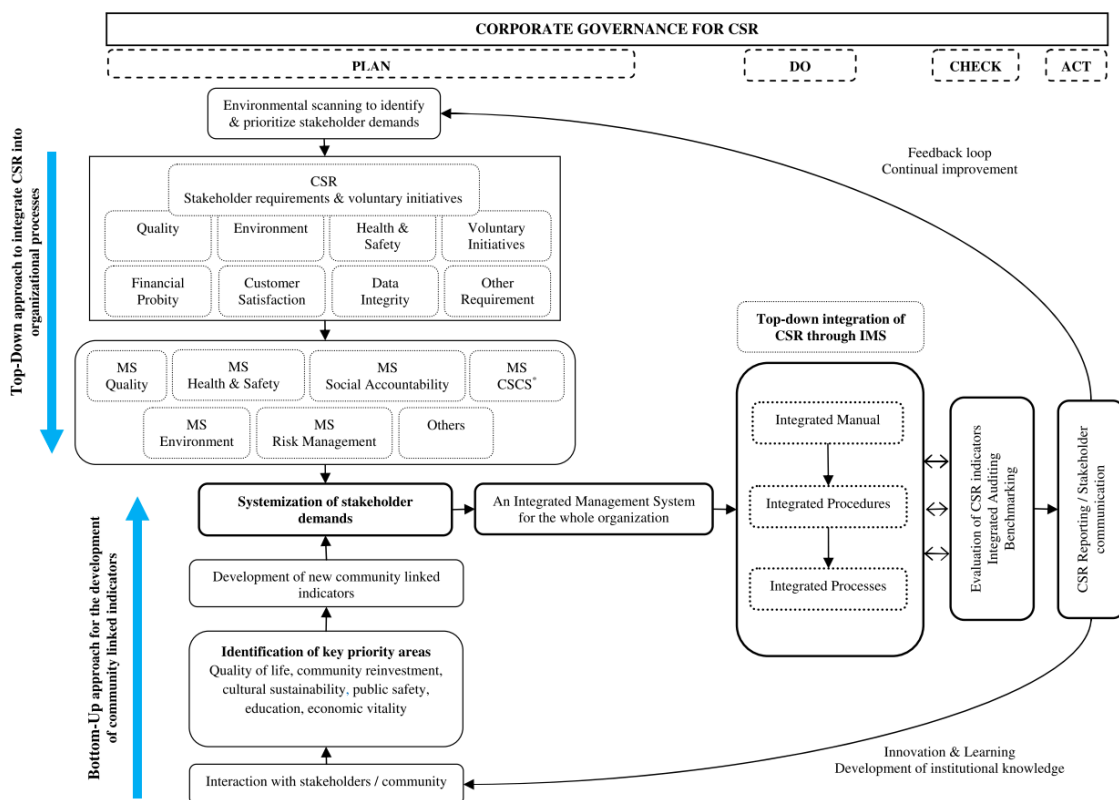 CORPORATE GOVERNANCE FOR CSR
PLAN
DO
CHECK
ACT
Environmental scanning to identify
& prioritize stakeholder demands
Feedback loop
Continual improvement
Top-Down approach to integrate CSR into
organizational processes
CSR
Stakeholder requirements & voluntary initiatives
Quality
Environment
Health &
Safety
Voluntary
Initiatives
Financial
Probity
Customer
Satisfaction
Data
Integrity
Other
Requirement
MS
Quality
MS
Health & Safety
MS
Social Accountability
MS
CSCS*
MS
Environment
MS
Risk Management
Others
Top-down integration of
CSR through IMS
Integrated Manual
Integrated Procedures
Integrated Processes
Evaluation of CSR indicators
Integrated Auditing
Benchmarking
CSR Reporting / Stakeholder
communication
Systemization of stakeholder
demands
An Integrated Management System
for the whole organization
Bottom-Up approach for the development
of community linked indicators
Development of new community linked
indicators
Identification of key priority areas
Quality of life, community reinvestment,
cultural sustainability, public safety,
education, economic vitality
Interaction with stakeholders / community
Innovation & Learning
Development of institutional knowledge